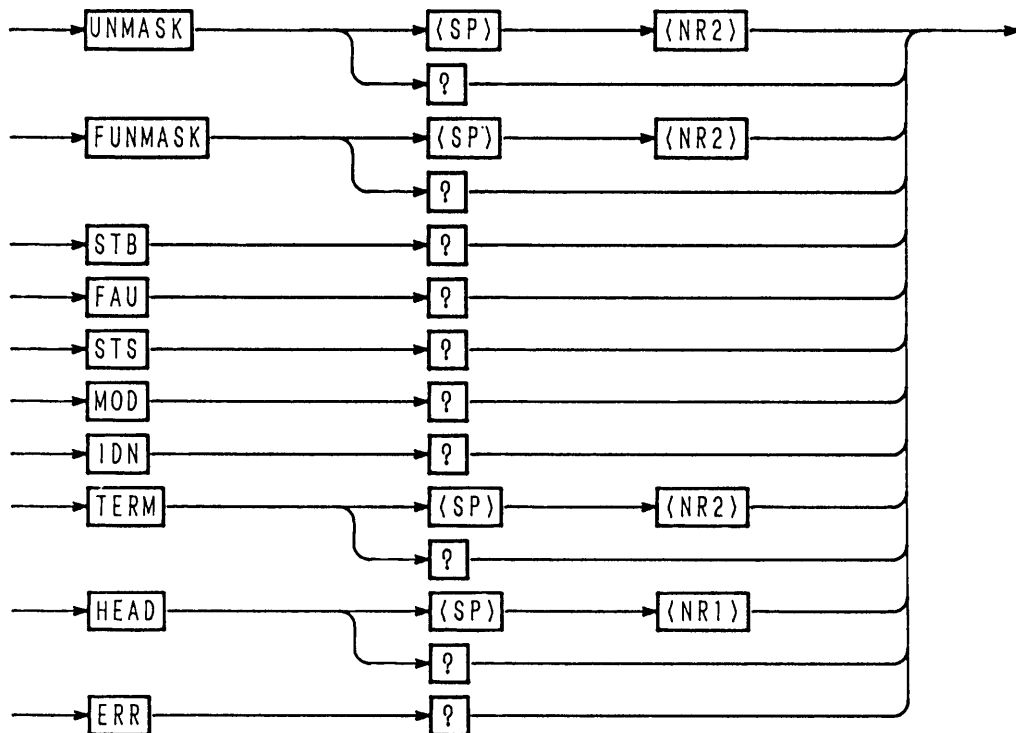 UNMASK <SP> <NR2>
?
FUNMASK <SP> <NR2>
?
STB ?
FAU ?
STS ?
MOD ?
IDN ?
TERM <SP> <NR2>
?
HEAD <SP> <NR1>
?
ERR ?